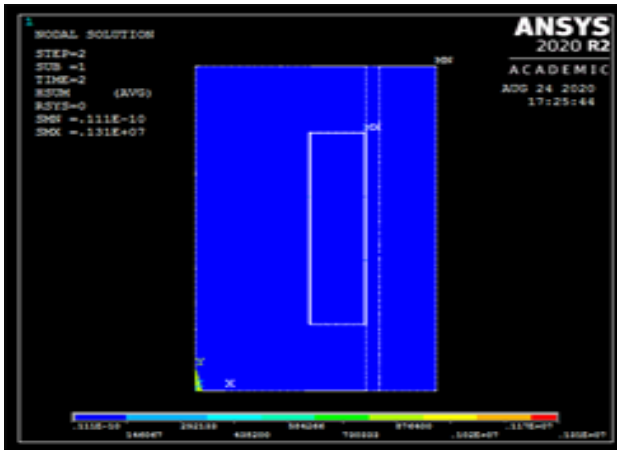 1
NODAL SOLUTION
STEP=2
SUB =1
TIME=2
HSUM (AVG)
RSYS=0
SMN =.111E-10
SMX =.131E+07
ANSYS
2020 R2
ACADEMIC
AUG 24 2020
17:25:44
MN
MX
Y
Z X
.111E-10 292133 584266 876400 .117E+07
146067 438200 730333 .102E+07 .131E+07